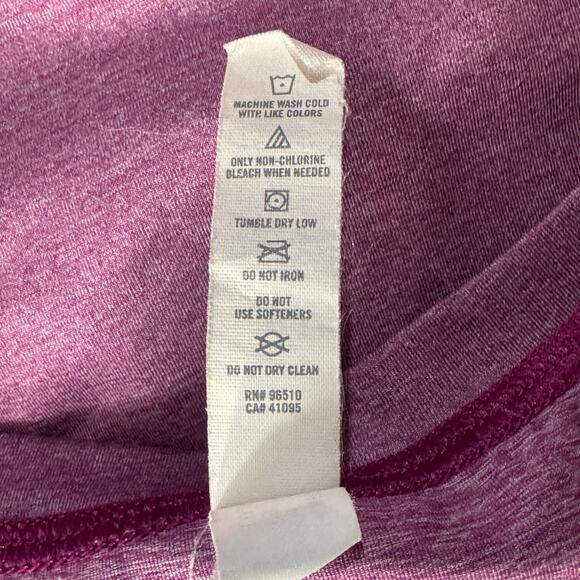 MACHINE WASH COLD
WITH LIKE COLORS
ONLY NON-CHLORINE
BLEACH WHEN NEEDED
TUMBLE DRY LOW
DO NOT IRON
DO NOT
USE SOFTENERS
DO NOT DRY CLEAN
RN# 96510
CA# 41095